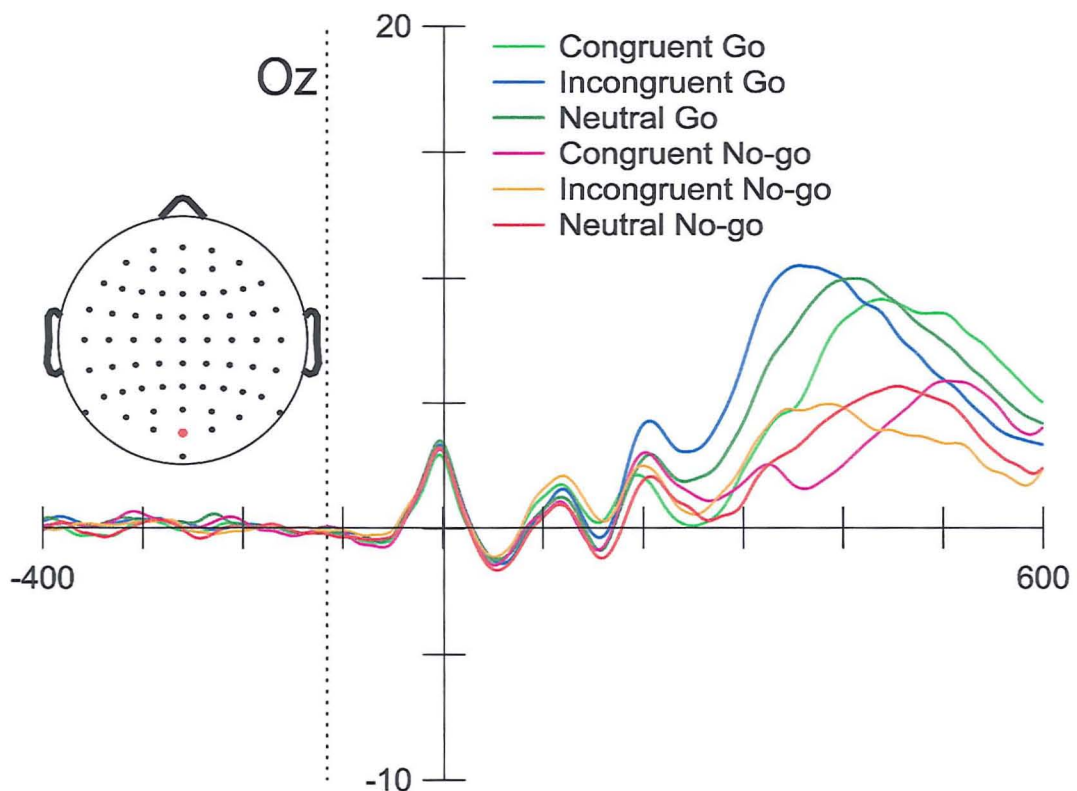 20
Oz
Congruent Go
Incongruent Go
Neutral Go
Congruent No-go
Incongruent No-go
Neutral No-go
-400
600
-10